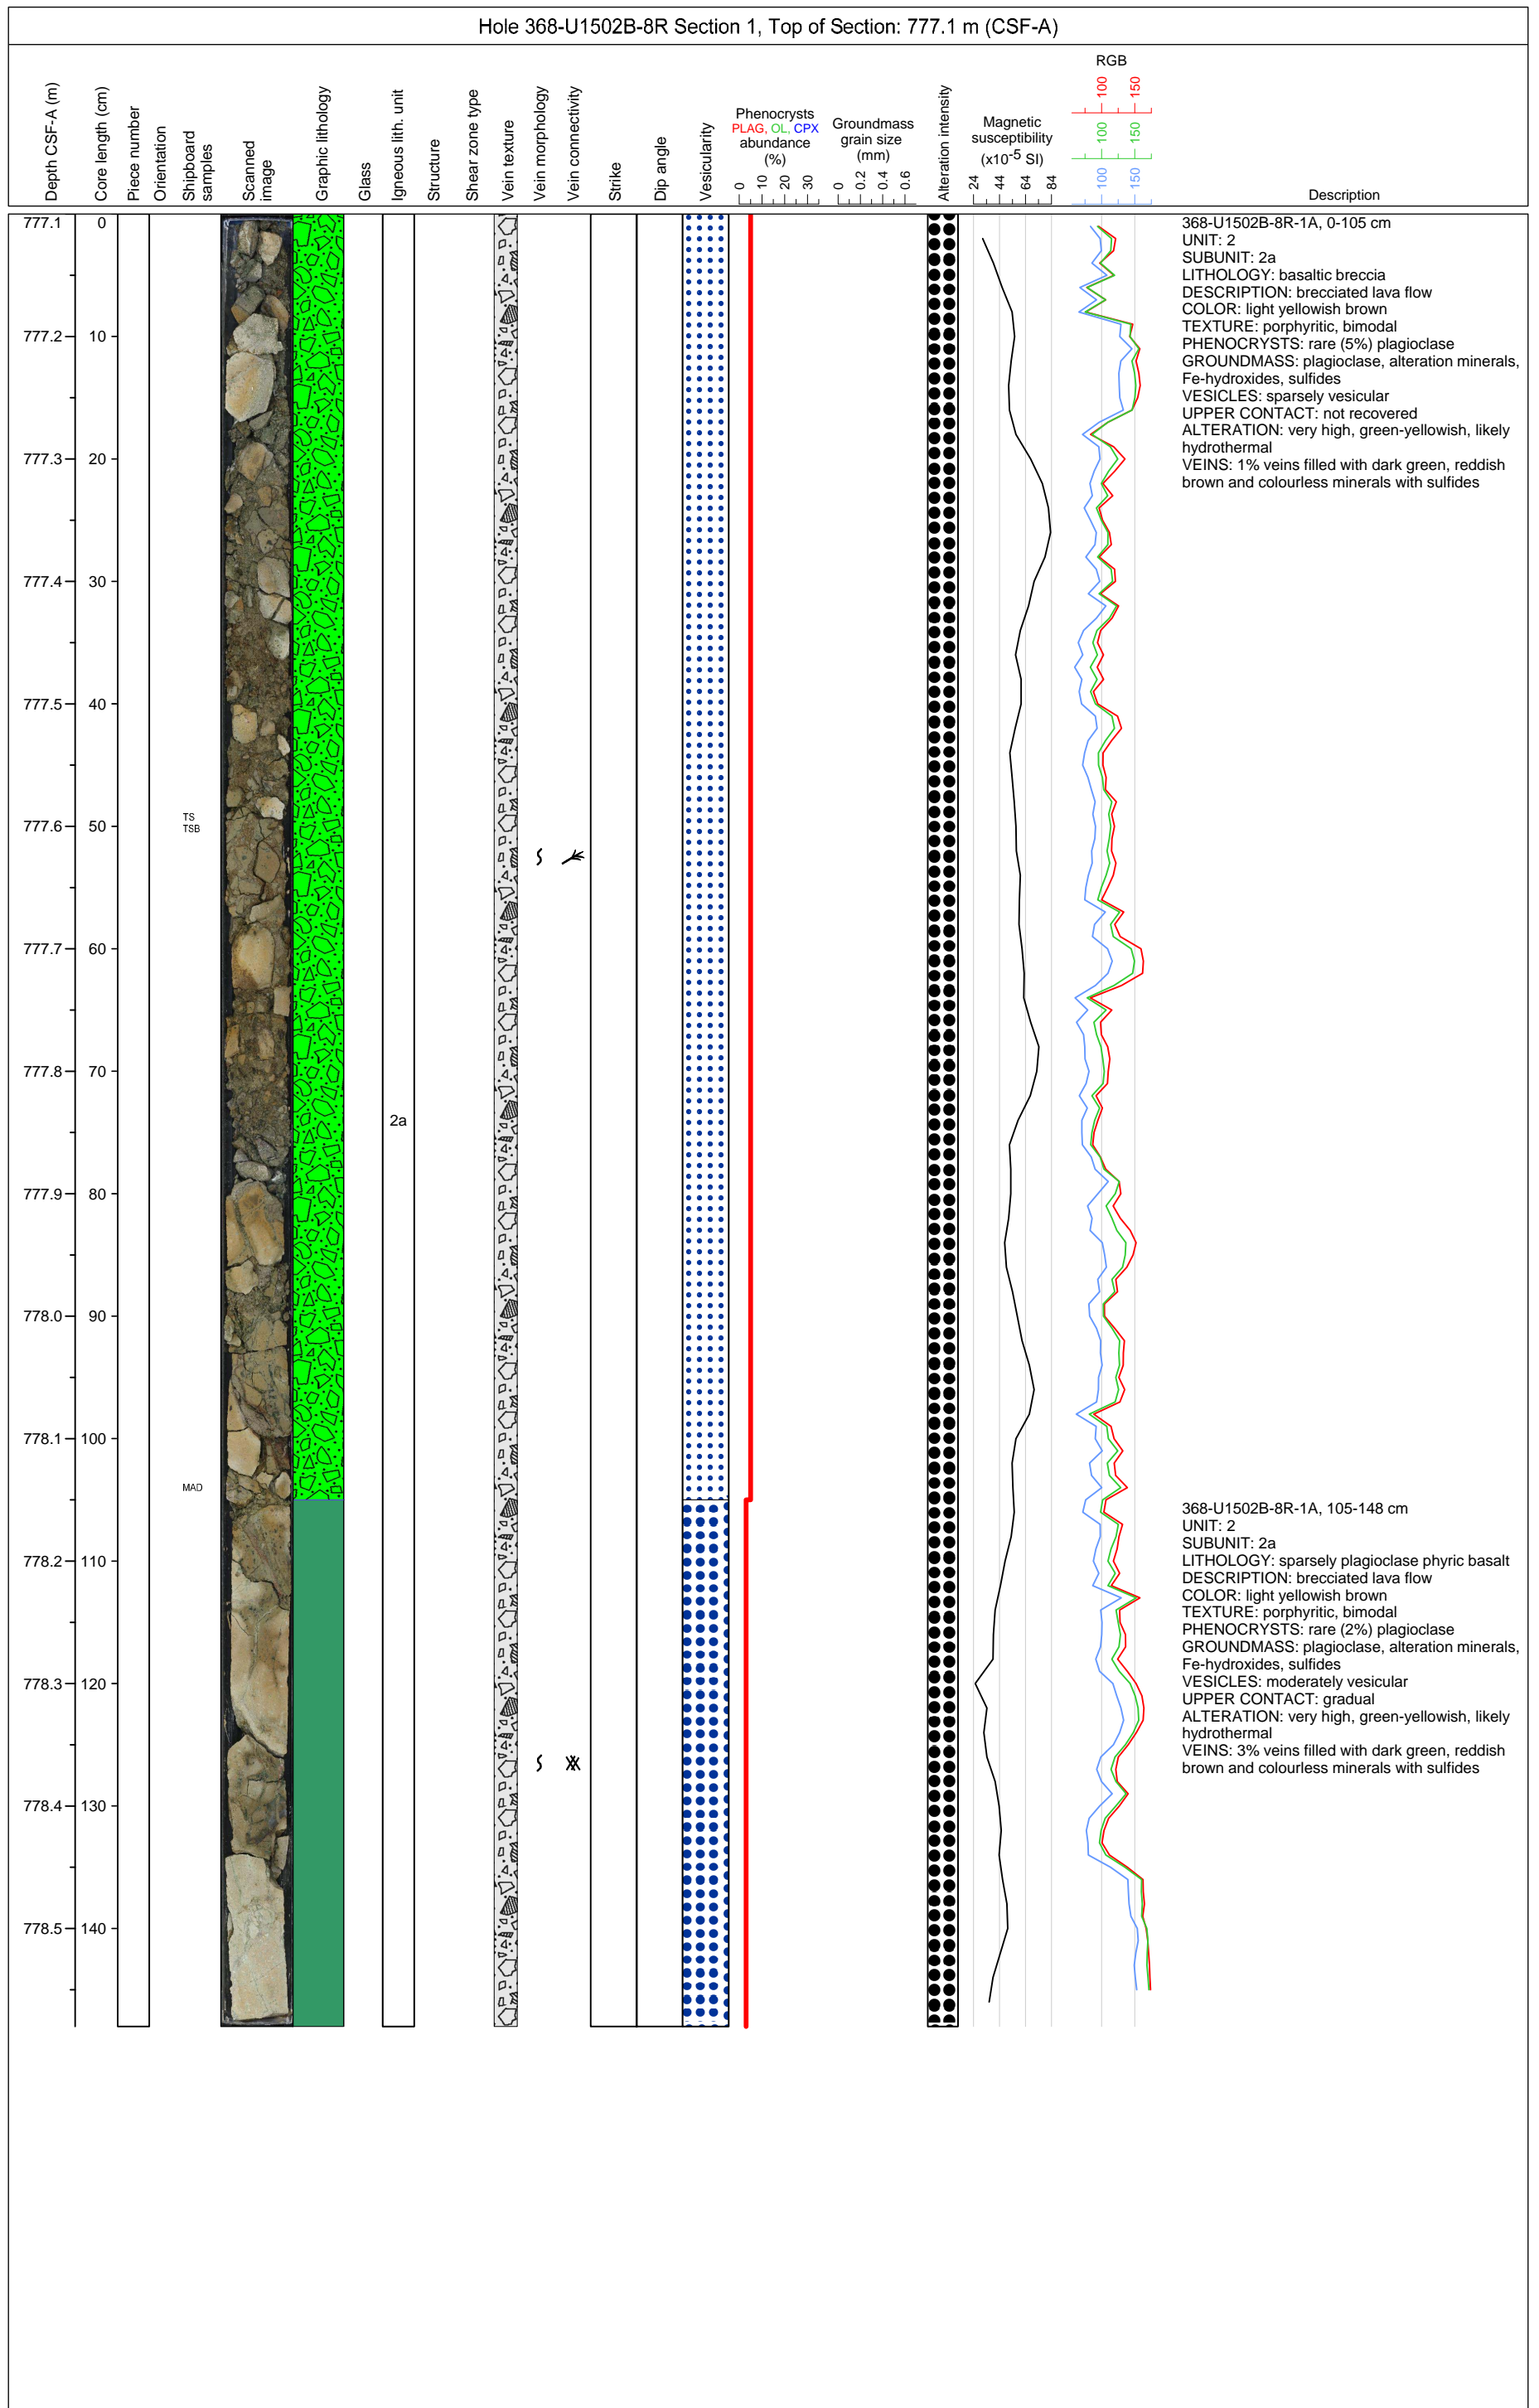 Hole 368-U1502B-8R Section 1, Top of Section: 777.1 m (CSF-A)
Depth CSF-A (m)
Core length (cm)
Piece number
Orientation
Shipboard
samples
Scanned
image
Graphic lithology
Glass
Igneous lith. unit
Structure
Shear zone type
Vein texture
Vein morphology
Vein connectivity
Strike
Dip angle
Vesicularity
Phenocrysts
PLAG, OL, CPX
abundance
(%)
0 10 20 30
Groundmass
grain size
(mm)
0 0.2 0.4 0.6
Alteration intensity
Magnetic
susceptibility
(x10-5 SI)
24 44 64 84
RGB
100 150
100 150
100 150
Description
777.1 0
777.2 10
777.3 20
777.4 30
777.5 40
777.6 50
777.7 60
777.8 70
777.9 80
778.0 90
778.1 100
778.2 110
778.3 120
778.4 130
778.5 140
TS
TSB
MAD
2a
368-U1502B-8R-1A, 0-105 cm
UNIT: 2
SUBUNIT: 2a
LITHOLOGY: basaltic breccia
DESCRIPTION: brecciated lava flow
COLOR: light yellowish brown
TEXTURE: porphyritic, bimodal
PHENOCRYSTS: rare (5%) plagioclase
GROUNDMASS: plagioclase, alteration minerals,
Fe-hydroxides, sulfides
VESICLES: sparsely vesicular
UPPER CONTACT: not recovered
ALTERATION: very high, green-yellowish, likely
hydrothermal
VEINS: 1% veins filled with dark green, reddish
brown and colourless minerals with sulfides
368-U1502B-8R-1A, 105-148 cm
UNIT: 2
SUBUNIT: 2a
LITHOLOGY: sparsely plagioclase phyric basalt
DESCRIPTION: brecciated lava flow
COLOR: light yellowish brown
TEXTURE: porphyritic, bimodal
PHENOCRYSTS: rare (2%) plagioclase
GROUNDMASS: plagioclase, alteration minerals,
Fe-hydroxides, sulfides
VESICLES: moderately vesicular
UPPER CONTACT: gradual
ALTERATION: very high, green-yellowish, likely
hydrothermal
VEINS: 3% veins filled with dark green, reddish
brown and colourless minerals with sulfides